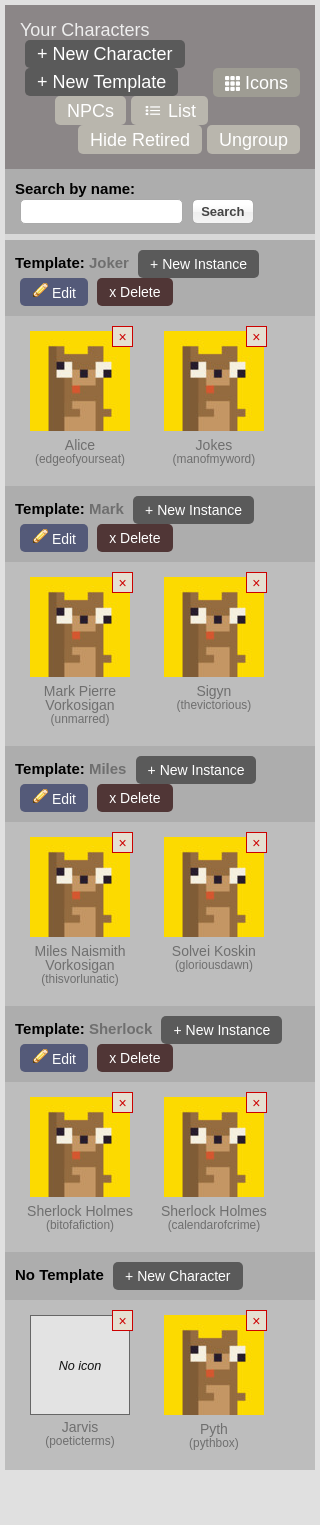 Your Characters
+ New Character
+ New Template
Icons
NPCs
List
Hide Retired
Ungroup
Search by name:
Search
Template: Joker + New Instance
Edit x Delete
× ×
Alice Jokes
(edgeofyourseat) (manofmyword)
Template: Mark + New Instance
Edit x Delete
× ×
Mark Pierre Sigyn
Vorkosigan (thevictorious)
(unmarred)
Template: Miles + New Instance
Edit x Delete
× ×
Miles Naismith Solvei Koskin
Vorkosigan (gloriousdawn)
(thisvorlunatic)
Template: Sherlock + New Instance
Edit x Delete
× ×
Sherlock Holmes Sherlock Holmes
(bitofafiction) (calendarofcrime)
No Template + New Character
× ×
No icon
Jarvis Pyth
(poeticterms) (pythbox)